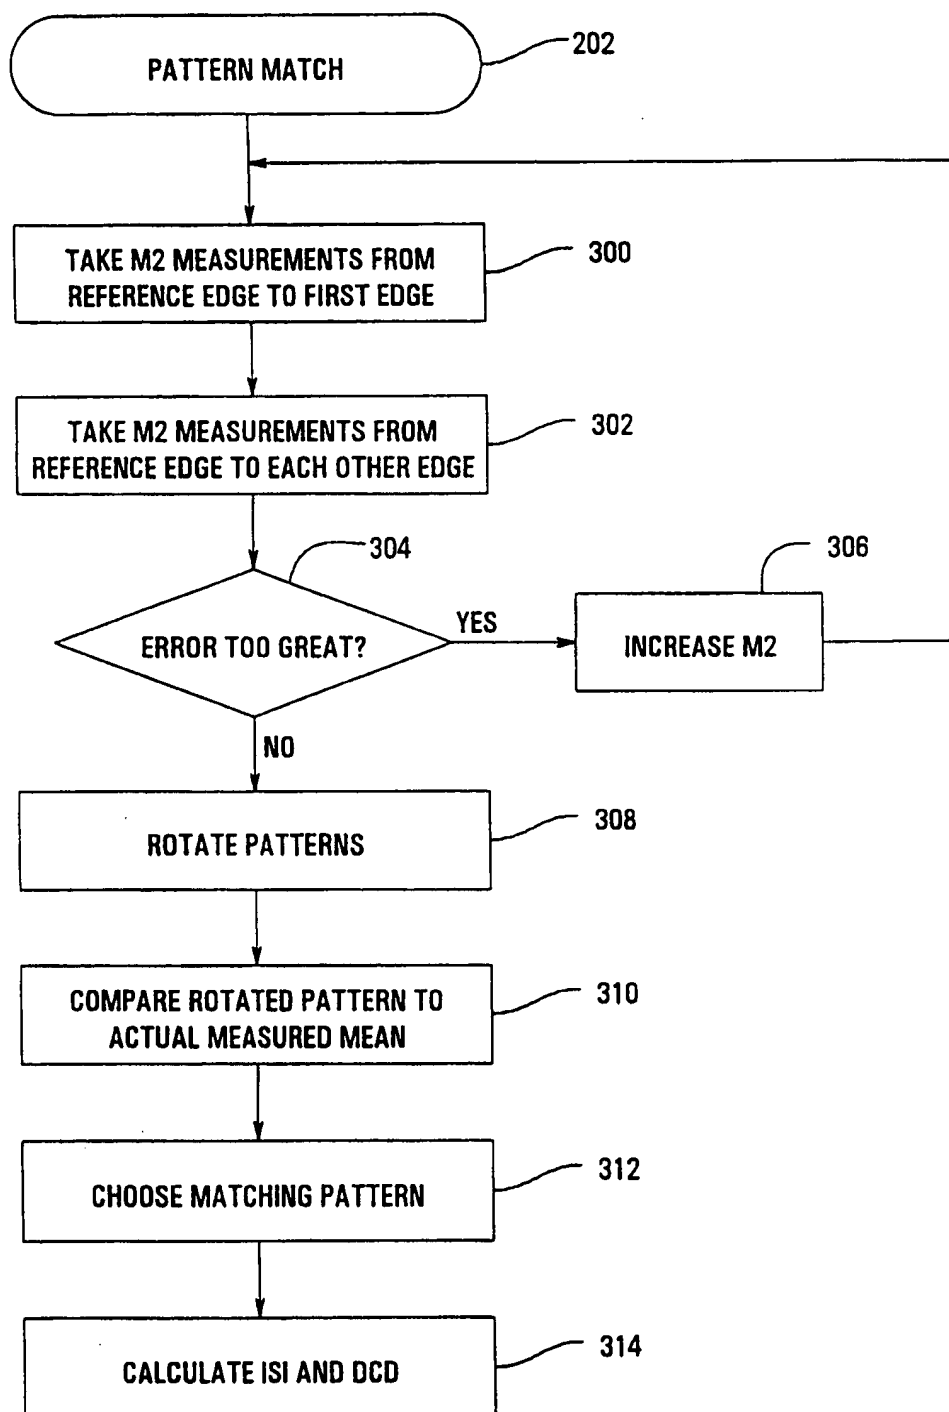 PATTERN MATCH
202
TAKE M2 MEASUREMENTS FROM
REFERENCE EDGE TO FIRST EDGE
300
TAKE M2 MEASUREMENTS FROM
REFERENCE EDGE TO EACH OTHER EDGE
302
304
ERROR TOO GREAT?
YES
306
INCREASE M2
NO
ROTATE PATTERNS
308
COMPARE ROTATED PATTERN TO
ACTUAL MEASURED MEAN
310
CHOOSE MATCHING PATTERN
312
CALCULATE ISI AND DCD
314